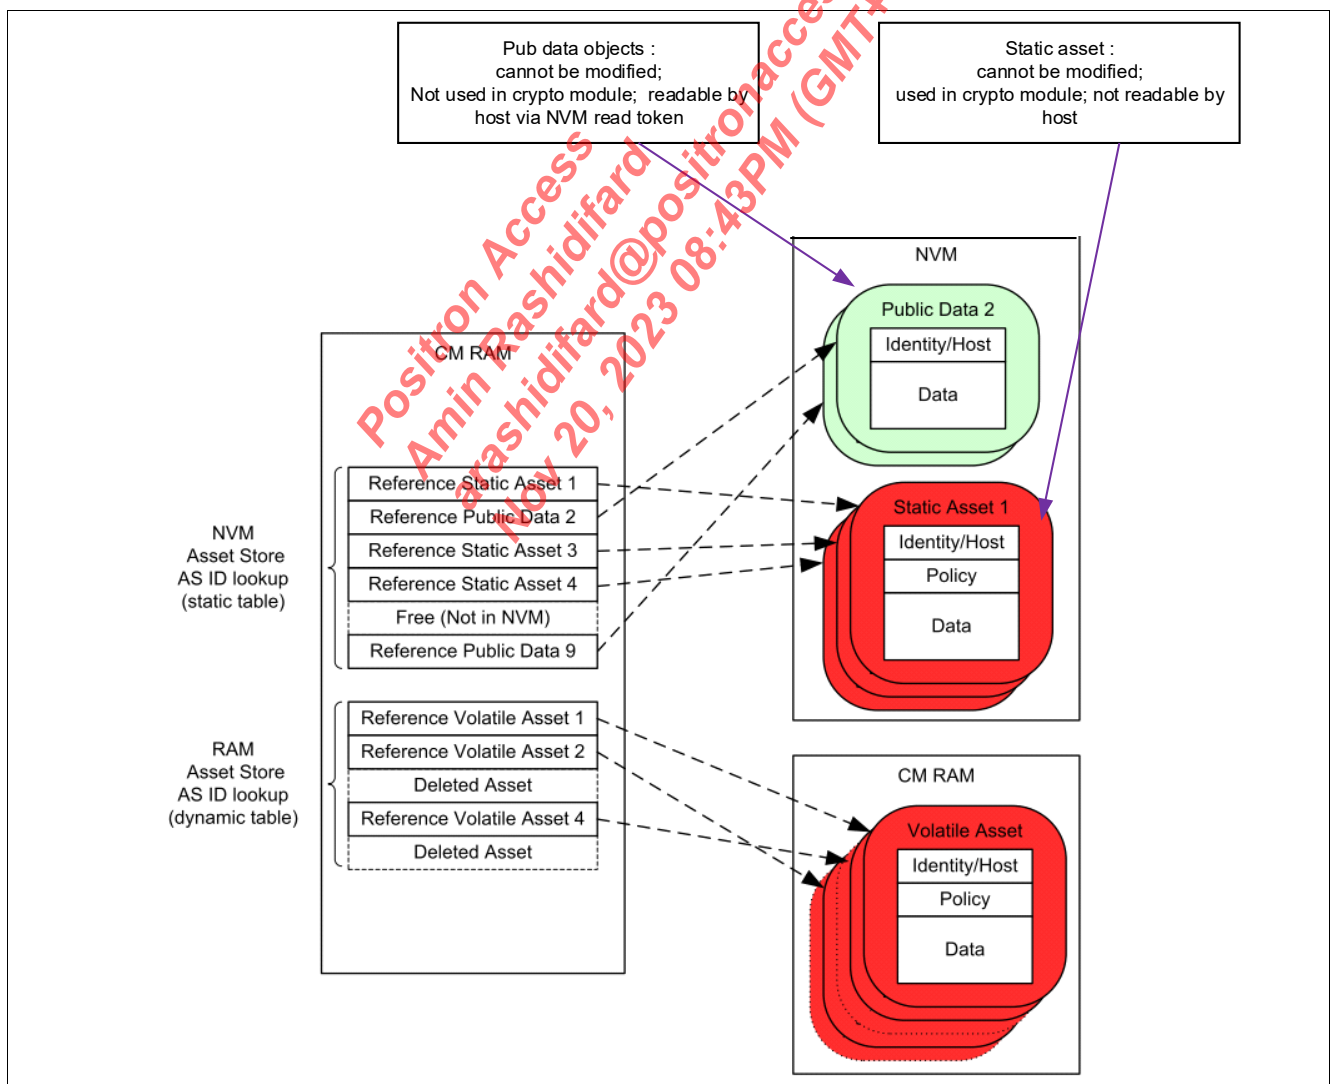 Pub data objects :
cannot be modified;
Not used in crypto module; readable by
host via NVM read token
Static asset :
cannot be modified;
used in crypto module; not readable by
host
Positron Access
Amin Rashidifard
arashidifard@positronaccess
Nov 20, 2023 08:43PM (GMT+
CM RAM
NVM
Asset Store
AS ID lookup
(static table)
Reference Static Asset 1
Reference Public Data 2
Reference Static Asset 3
Reference Static Asset 4
Free (Not in NVM)
Reference Public Data 9
RAM
Asset Store
AS ID lookup
(dynamic table)
Reference Volatile Asset 1
Reference Volatile Asset 2
Deleted Asset
Reference Volatile Asset 4
Deleted Asset
NVM
Public Data 2
Identity/Host
Data
Static Asset 1
Identity/Host
Policy
Data
CM RAM
Volatile Asset
Identity/Host
Policy
Data